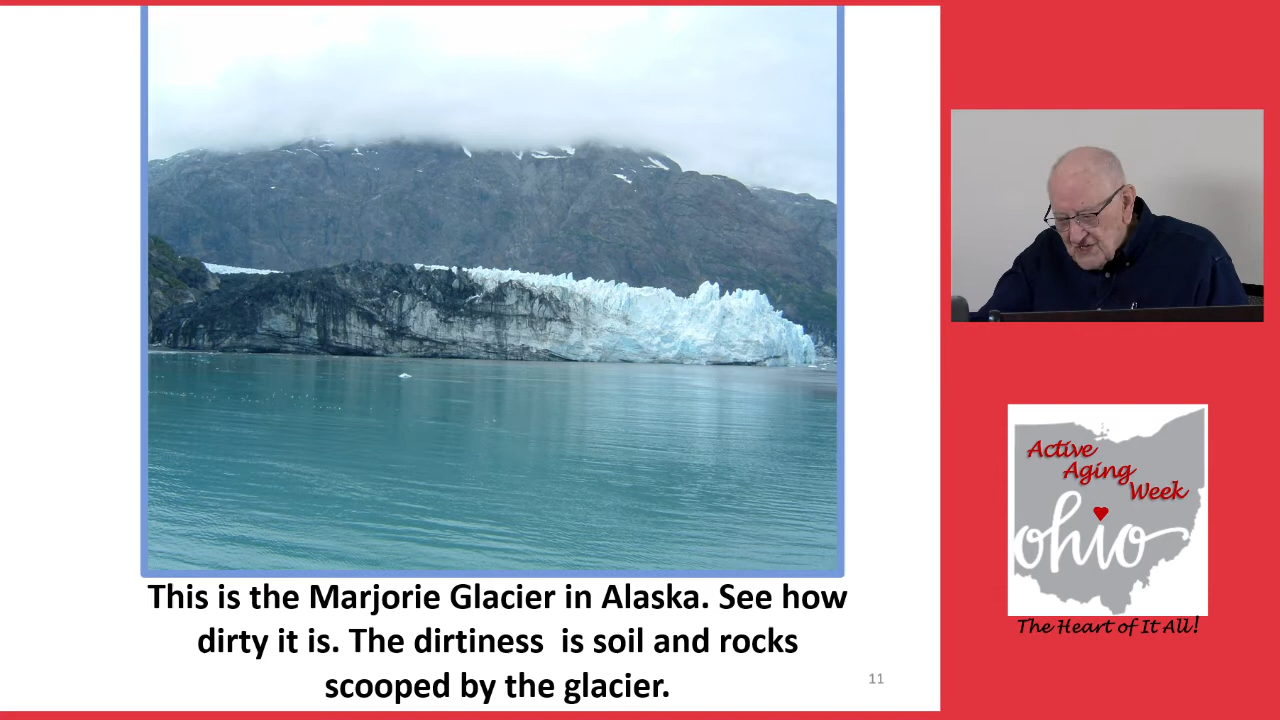 This is the Marjorie Glacier in Alaska. See how
dirty it is. The dirtiness  is soil and rocks
scooped by the glacier.
11
Active
Aging
Week
ohio
The Heart of It All!